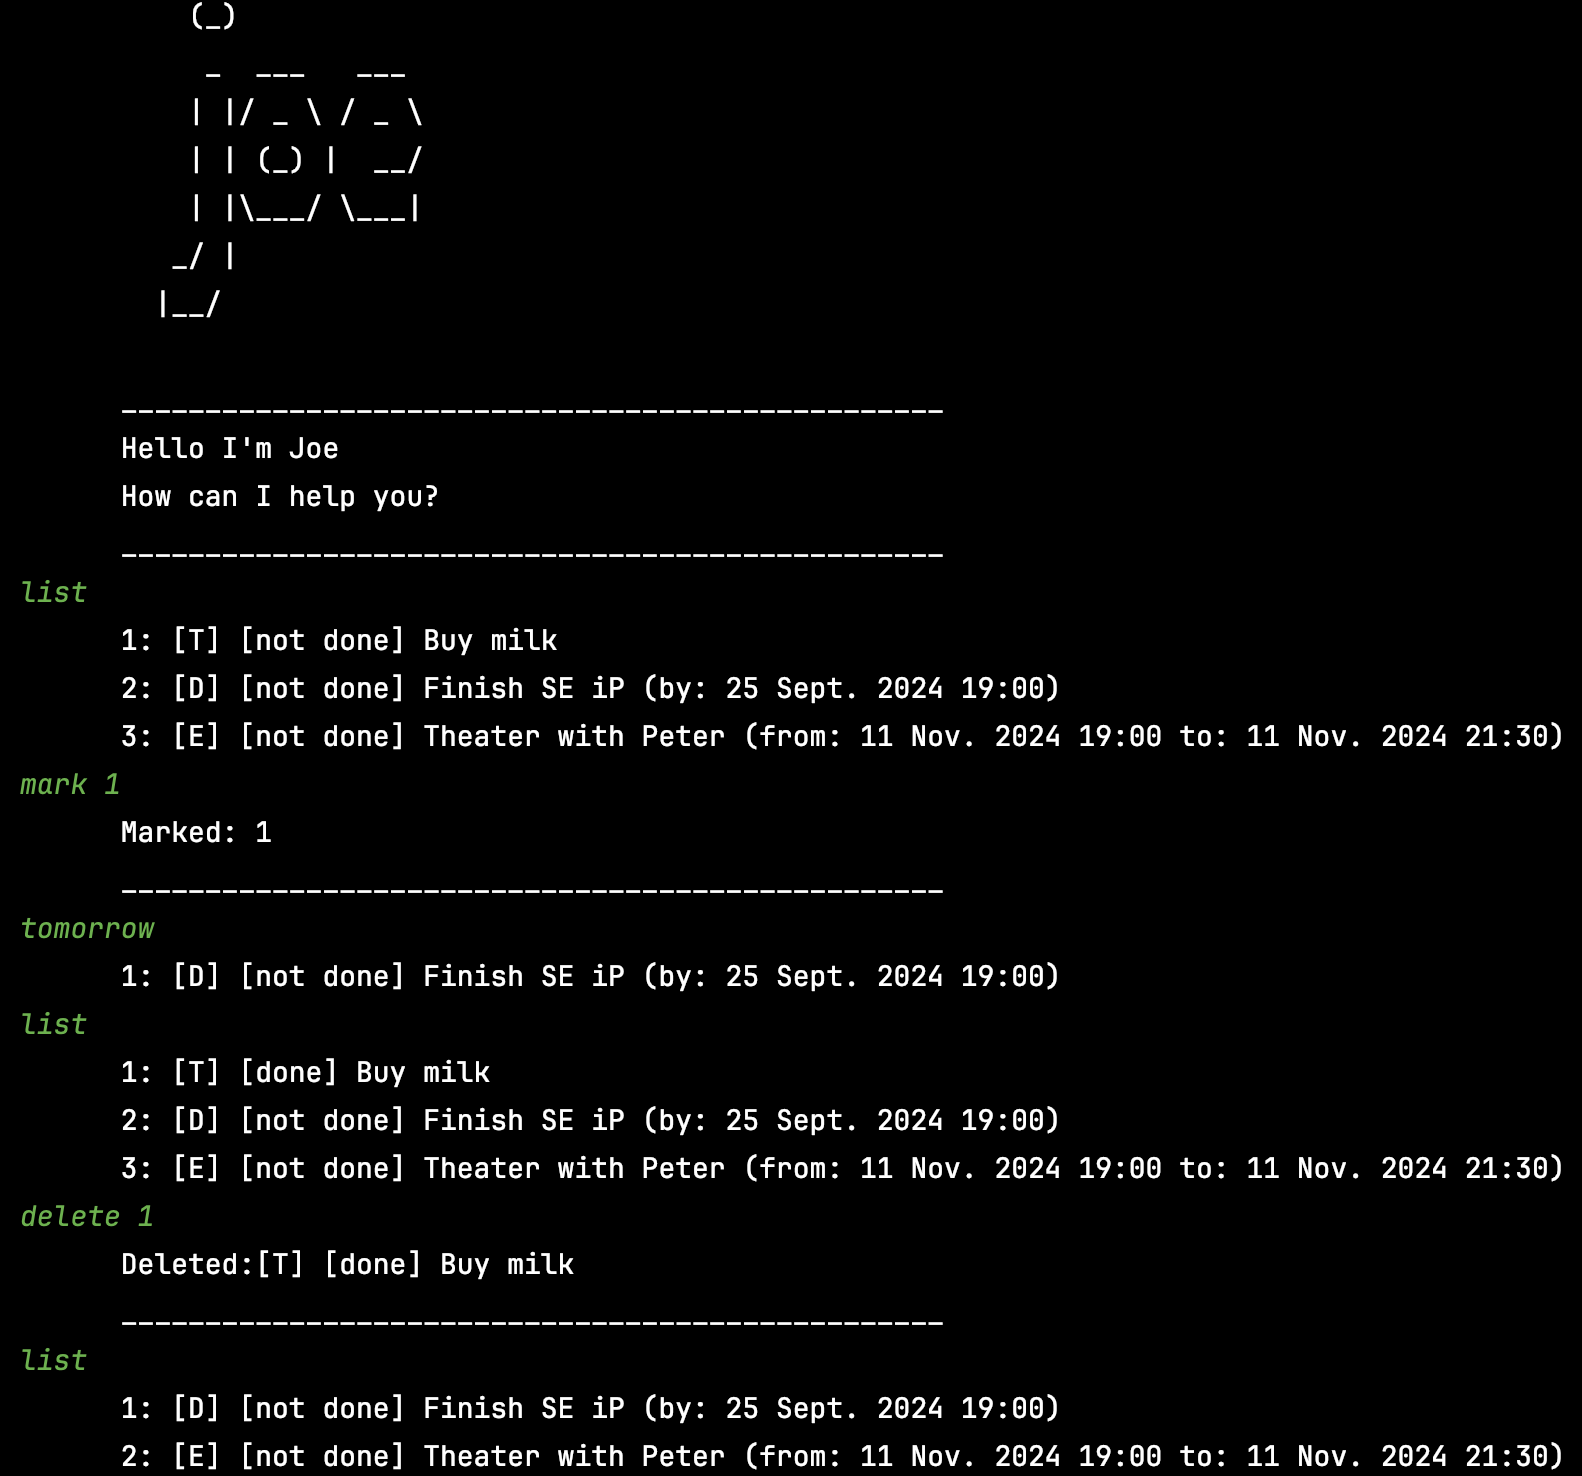 (_)
             _  ___   ___
            | |/ _ \ / _ \
            | | (_) |  __/
            | |\___/ \___|
           _/ |
          |__/
_________________________________________________
Hello I'm Joe
How can I help you?
_________________________________________________
list
1: [T] [not done] Buy milk
2: [D] [not done] Finish SE iP (by: 25 Sept. 2024 19:00)
3: [E] [not done] Theater with Peter (from: 11 Nov. 2024 19:00 to: 11 Nov. 2024 21:30)
mark 1
Marked: 1
_________________________________________________
tomorrow
1: [D] [not done] Finish SE iP (by: 25 Sept. 2024 19:00)
list
1: [T] [done] Buy milk
2: [D] [not done] Finish SE iP (by: 25 Sept. 2024 19:00)
3: [E] [not done] Theater with Peter (from: 11 Nov. 2024 19:00 to: 11 Nov. 2024 21:30)
delete 1
Deleted:[T] [done] Buy milk
_________________________________________________
list
1: [D] [not done] Finish SE iP (by: 25 Sept. 2024 19:00)
2: [E] [not done] Theater with Peter (from: 11 Nov. 2024 19:00 to: 11 Nov. 2024 21:30)